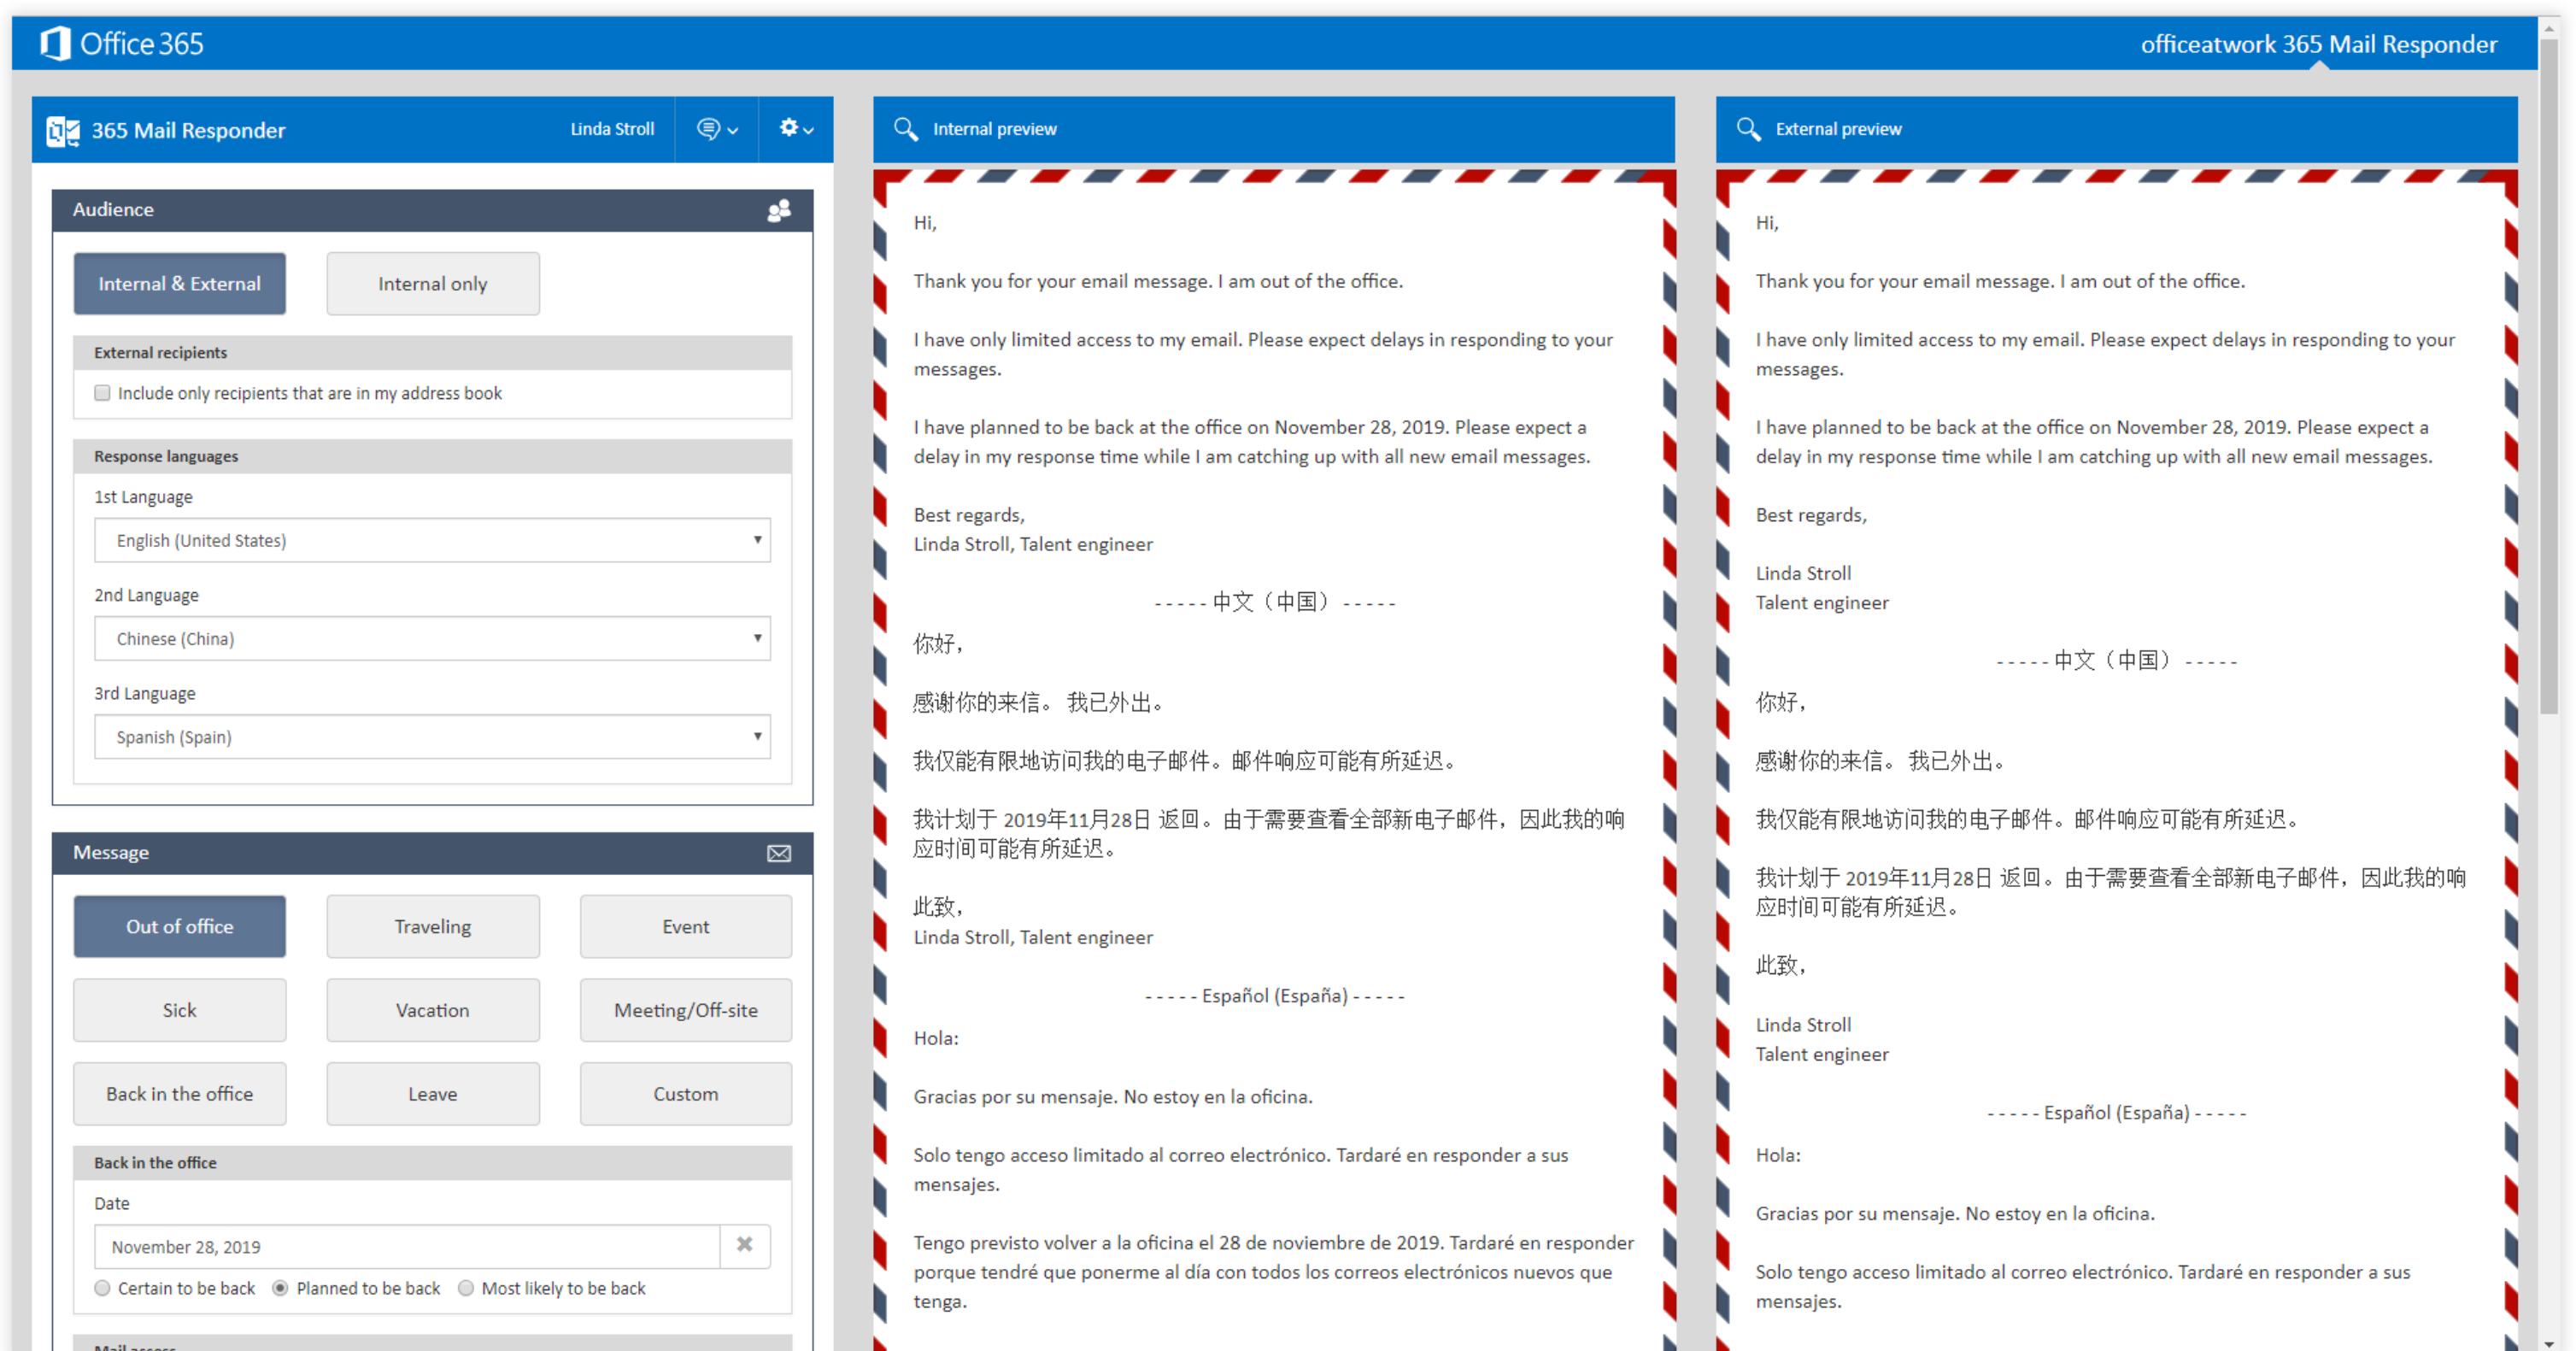 Office 365
officeatwork 365 Mail Responder
365 Mail Responder
Linda Stroll
Audience
Internal & External
Internal only
External recipients
Include only recipients that are in my address book
Response languages
1st Language
English (United States)
2nd Language
Chinese (China)
3rd Language
Spanish (Spain)
Message
Out of office
Traveling
Event
Sick
Vacation
Meeting/Off-site
Back in the office
Leave
Custom
Back in the office
Date
November 28, 2019
Certain to be back
Planned to be back
Most likely to be back
Mail access
Internal preview
Hi,
Thank you for your email message. I am out of the office.
I have only limited access to my email. Please expect delays in responding to your
messages.
I have planned to be back at the office on November 28, 2019. Please expect a
delay in my response time while I am catching up with all new email messages.
Best regards,
Linda Stroll, Talent engineer
- - - - - 中文（中国） - - - - -
你好，
感谢你的来信。 我已外出。
我仅能有限地访问我的电子邮件。邮件响应可能有所延迟。
我计划于 2019年11月28日 返回。由于需要查看全部新电子邮件，因此我的响
应时间可能有所延迟。
此致，
Linda Stroll, Talent engineer
- - - - - Español (España) - - - - -
Hola:
Gracias por su mensaje. No estoy en la oficina.
Solo tengo acceso limitado al correo electrónico. Tardaré en responder a sus
mensajes.
Tengo previsto volver a la oficina el 28 de noviembre de 2019. Tardaré en responder
porque tendré que ponerme al día con todos los correos electrónicos nuevos que
tenga.
External preview
Hi,
Thank you for your email message. I am out of the office.
I have only limited access to my email. Please expect delays in responding to your
messages.
I have planned to be back at the office on November 28, 2019. Please expect a
delay in my response time while I am catching up with all new email messages.
Best regards,
Linda Stroll
Talent engineer
- - - - - 中文（中国） - - - - -
你好，
感谢你的来信。 我已外出。
我仅能有限地访问我的电子邮件。邮件响应可能有所延迟。
我计划于 2019年11月28日 返回。由于需要查看全部新电子邮件，因此我的响
应时间可能有所延迟。
此致，
Linda Stroll
Talent engineer
- - - - - Español (España) - - - - -
Hola:
Gracias por su mensaje. No estoy en la oficina.
Solo tengo acceso limitado al correo electrónico. Tardaré en responder a sus
mensajes.